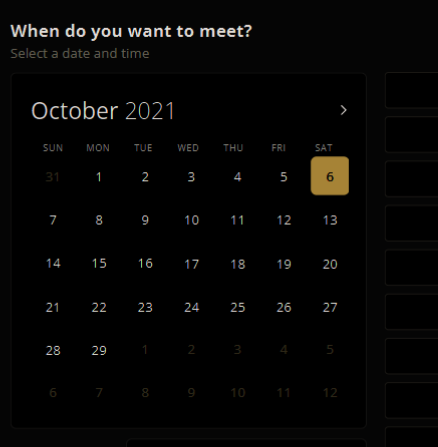 When do you want to meet?
Select a date and time
October 2021
SUN MON TUE WED THU FRI SAT
31 1 2 3 4 5 6
7 8 9 10 11 12 13
14 15 16 17 18 19 20
21 22 23 24 25 26 27
28 29 1 2 3 4 5
6 7 8 9 10 11 12